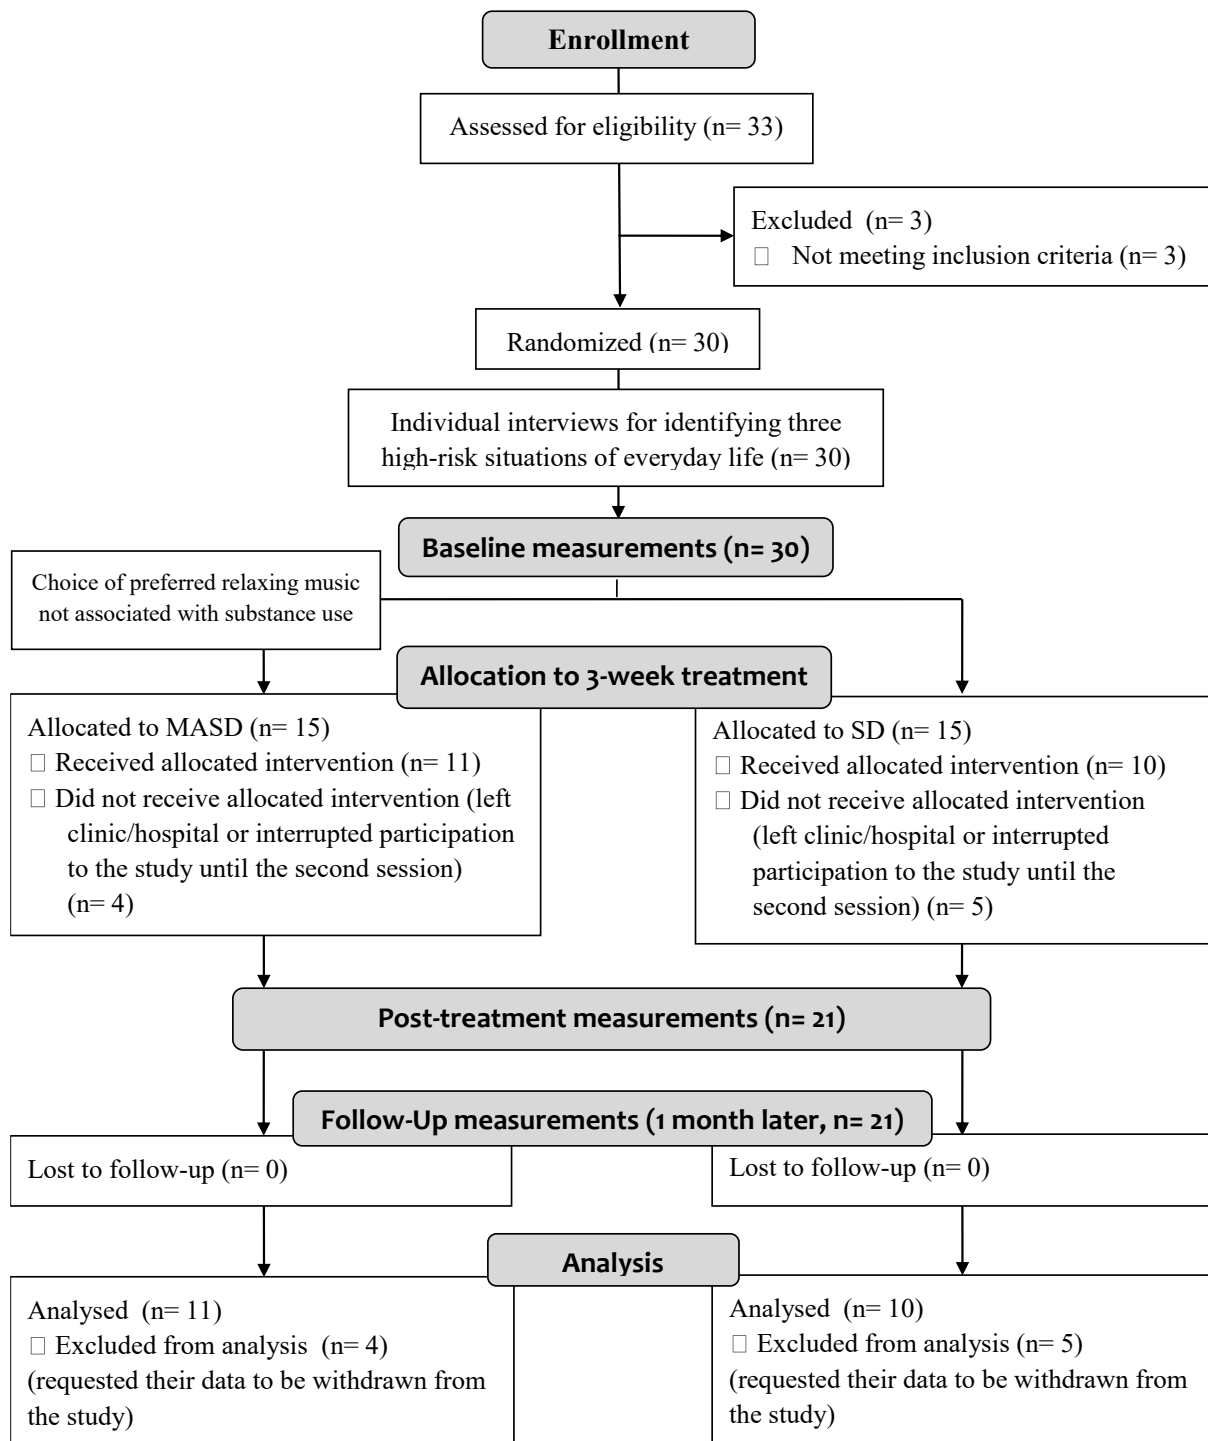 Enrollment
Assessed for eligibility (n= 33)
Excluded (n= 3)
□ Not meeting inclusion criteria (n= 3)
Randomized (n= 30)
Individual interviews for identifying three
high-risk situations of everyday life (n= 30)
Baseline measurements (n= 30)
Choice of preferred relaxing music
not associated with substance use
Allocation to 3-week treatment
Allocated to MASD (n= 15)
□ Received allocated intervention (n= 11)
□ Did not receive allocated intervention (left
clinic/hospital or interrupted participation
to the study until the second session)
(n= 4)
Allocated to SD (n= 15)
□ Received allocated intervention (n= 10)
□ Did not receive allocated intervention
(left clinic/hospital or interrupted
participation to the study until the
second session) (n= 5)
Post-treatment measurements (n= 21)
Follow-Up measurements (1 month later, n= 21)
Lost to follow-up (n= 0)
Lost to follow-up (n= 0)
Analysis
Analysed (n= 11)
□ Excluded from analysis (n= 4)
(requested their data to be withdrawn from
the study)
Analysed (n= 10)
□ Excluded from analysis (n= 5)
(requested their data to be withdrawn from
the study)